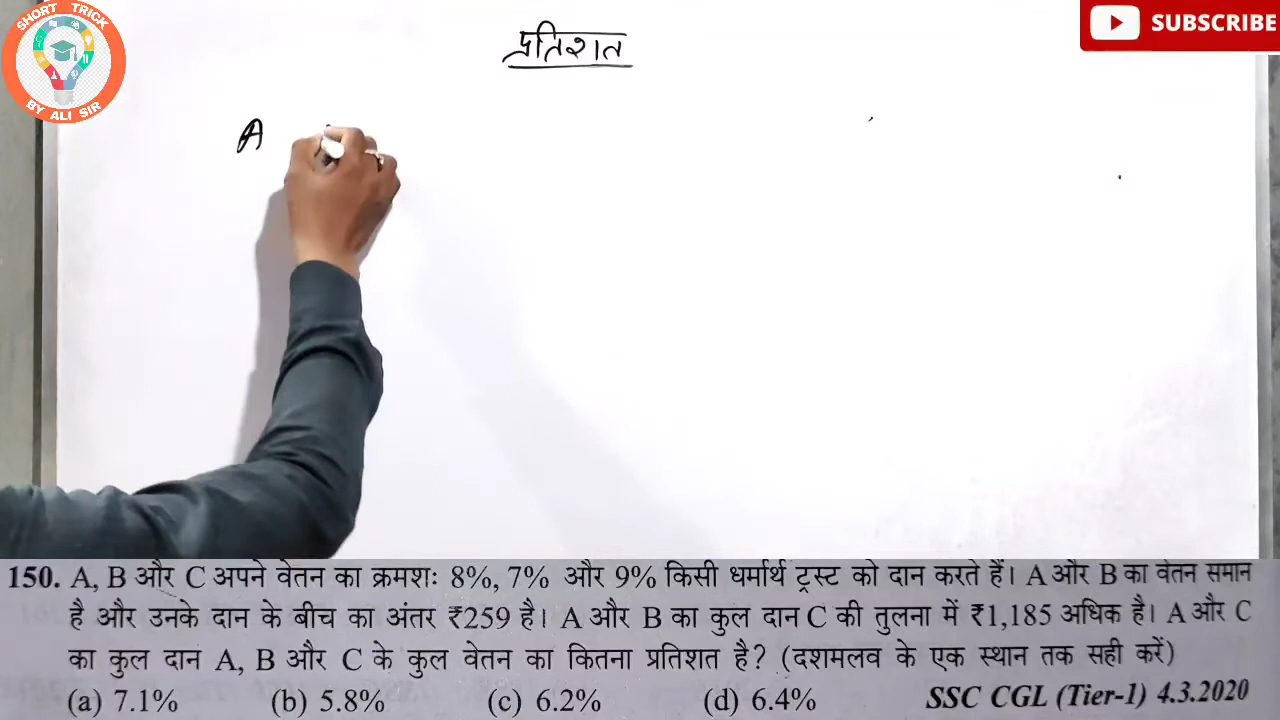 SHORT TRICK
BY ALI SIR
SUBSCRIBE
प्रतिशत
A
150. A, B और C अपने वेतन का क्रमशः 8%, 7% और 9% किसी धर्मार्थ ट्रस्ट को दान करते हैं। A और B का वेतन समान
है और उनके दान के बीच का अंतर ₹259 है। A और B का कुल दान C की तुलना में ₹1,185 अधिक है। A और C
का कुल दान A, B और C के कुल वेतन का कितना प्रतिशत है? (दशमलव के एक स्थान तक सही करें)
(a) 7.1% (b) 5.8% (c) 6.2% (d) 6.4% SSC CGL (Tier-1) 4.3.2020